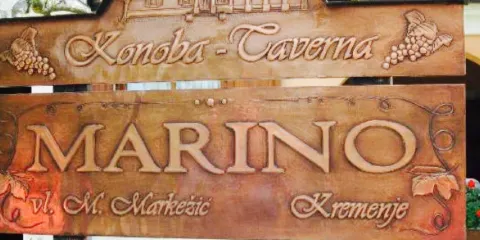 Konoba - Taverna
MARINO
vl. M. Markežić Kremenje